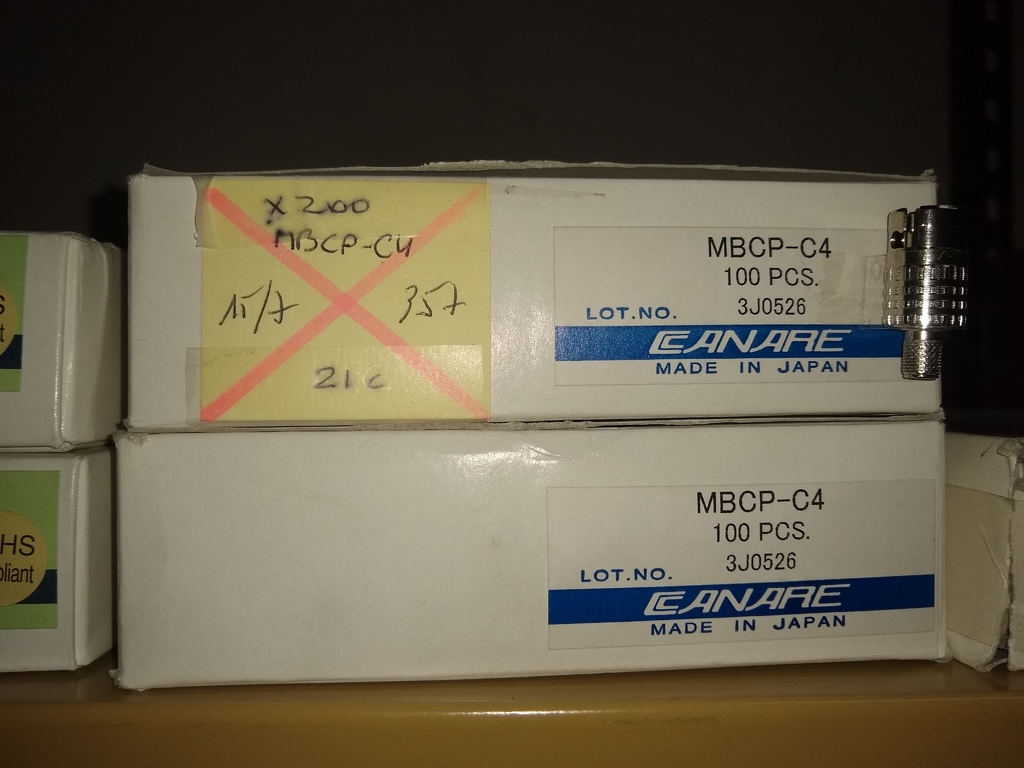 x 200
MBCP-C4
15/7 357
21c
MBCP-C4
100 PCS.
LOT.NO. 3J0526
CANARE
MADE IN JAPAN
MBCP-C4
100 PCS.
LOT.NO. 3J0526
CANARE
MADE IN JAPAN
HS
pliant